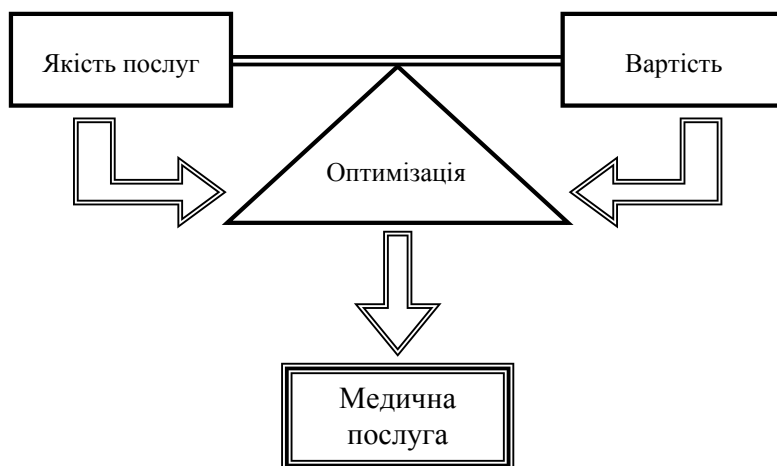 Якість послуг
Вартість
Оптимізація
Медична
послуга